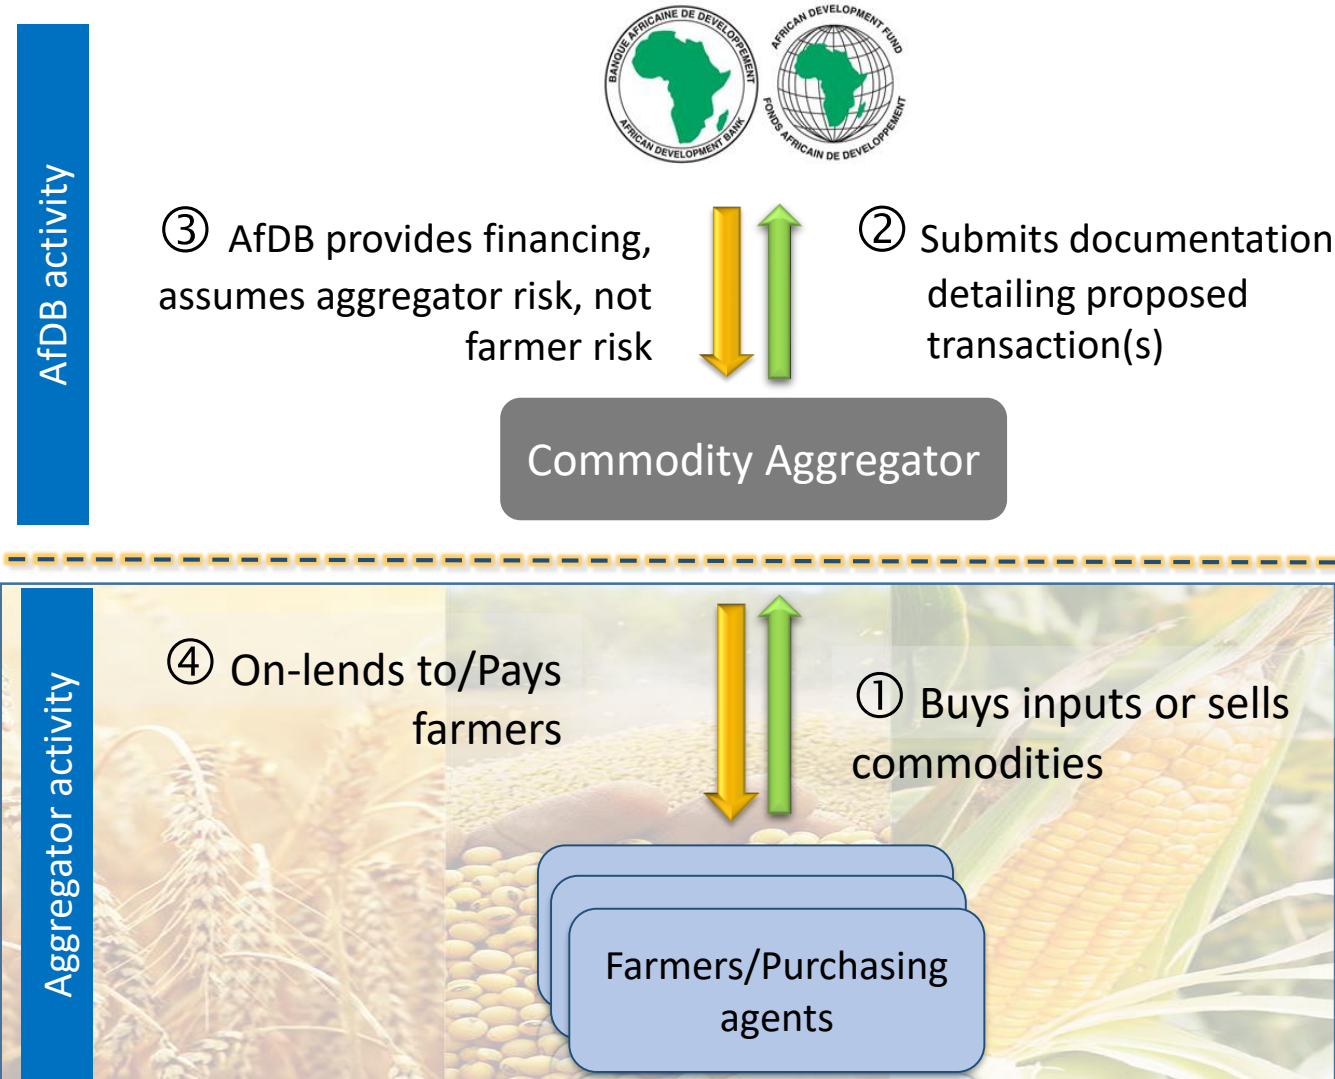 BANQUE AFRICAINE DE DEVELOPPEMENT
AFRICAN DEVELOPMENT BANK
AFRICAN DEVELOPMENT FUND
FONDS AFRICAIN DE DEVELOPPEMENT
AfDB activity
③ AfDB provides financing,
assumes aggregator risk, not
farmer risk
② Submits documentation
detailing proposed
transaction(s)
Commodity Aggregator
Aggregator activity
④ On-lends to/Pays
farmers
① Buys inputs or sells
commodities
Farmers/Purchasing
agents